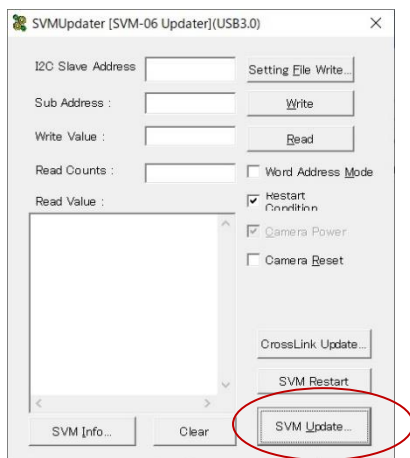 SVMUpdater [SVM-06 Updater](USB3.0)
I2C Slave Address
Setting File Write...
Sub Address :
Write
Write Value :
Read
Read Counts :
Word Address Mode
Read Value :
Restart
Condition
Camera Power
Camera Reset
CrossLink Update...
SVM Restart
SVM Info...
Clear
SVM Update...